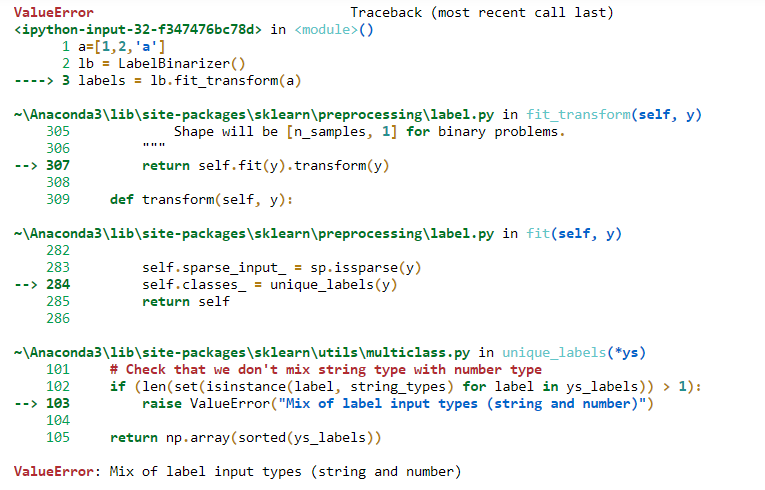 ValueError                                Traceback (most recent call last)
<ipython-input-32-f347476bc78d> in <module>()
      1 a=[1,2,'a']
      2 lb = LabelBinarizer()
----> 3 labels = lb.fit_transform(a)

~\Anaconda3\lib\site-packages\sklearn\preprocessing\label.py in fit_transform(self, y)
    305             Shape will be [n_samples, 1] for binary problems.
    306         """
--> 307         return self.fit(y).transform(y)
    308 
    309     def transform(self, y):

~\Anaconda3\lib\site-packages\sklearn\preprocessing\label.py in fit(self, y)
    282 
    283         self.sparse_input_ = sp.issparse(y)
--> 284         self.classes_ = unique_labels(y)
    285         return self
    286 

~\Anaconda3\lib\site-packages\sklearn\utils\multiclass.py in unique_labels(*ys)
    101     # Check that we don't mix string type with number type
    102     if (len(set(isinstance(label, string_types) for label in ys_labels)) > 1):
--> 103         raise ValueError("Mix of label input types (string and number)")
    104 
    105     return np.array(sorted(ys_labels))

ValueError: Mix of label input types (string and number)